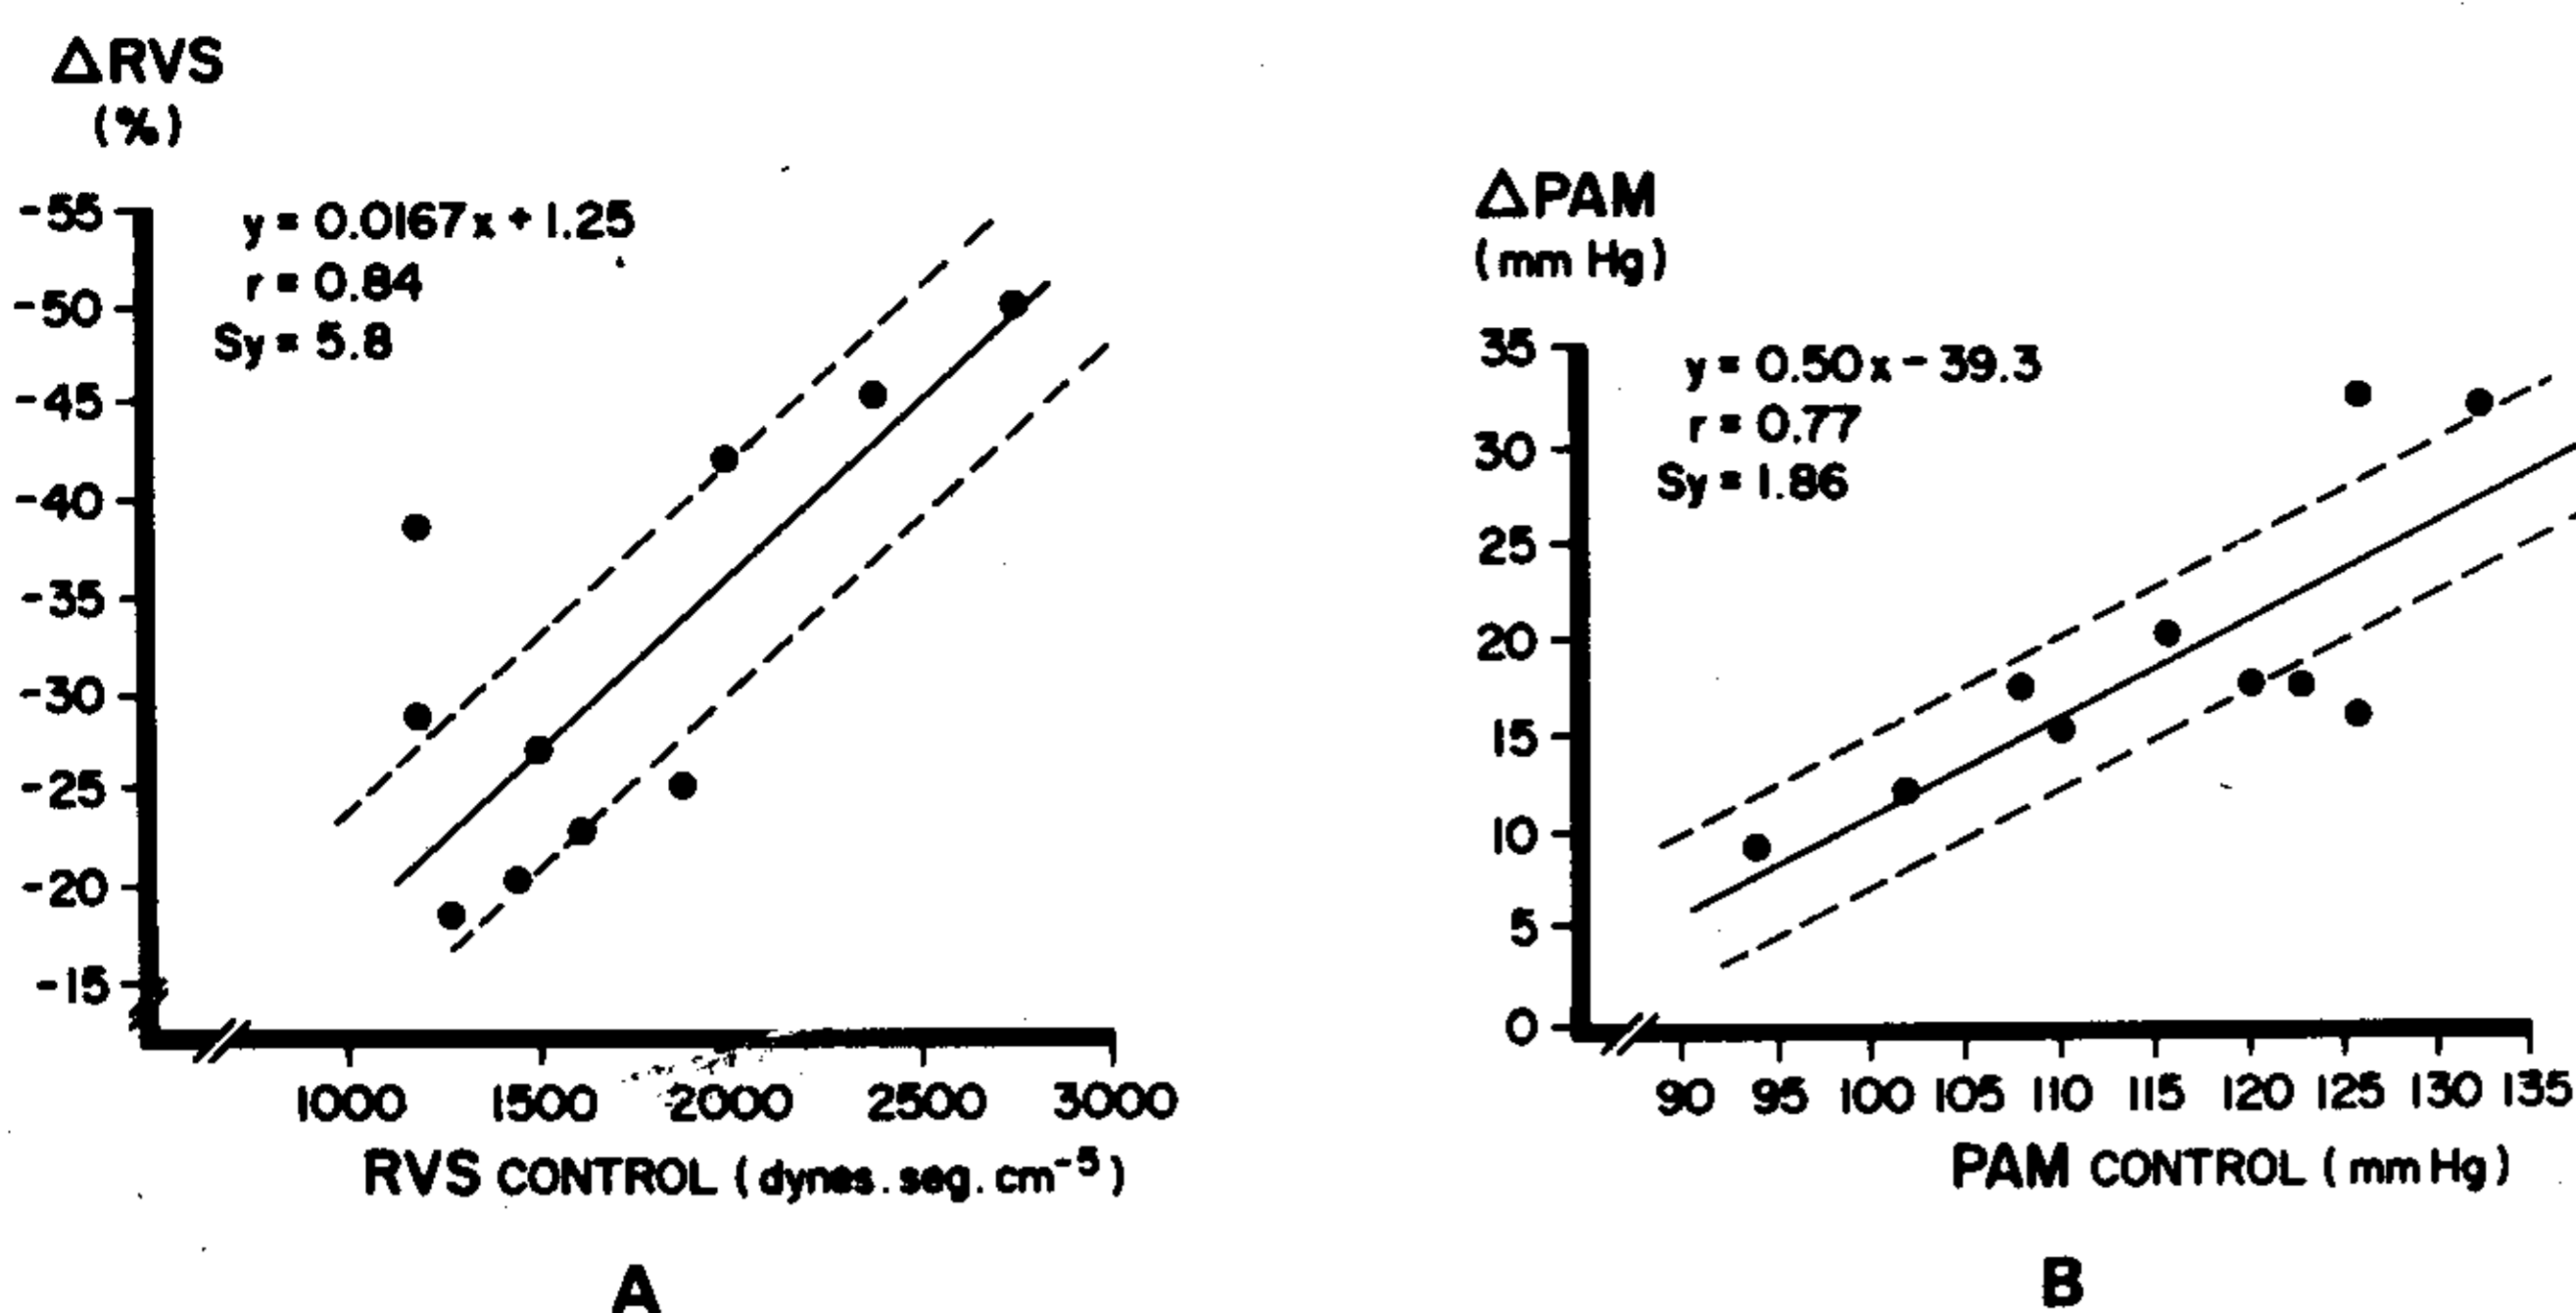 ΔRVS
(%)
-55
-50
-45
-40
-35
-30
-25
-20
-15
y = 0.0167x + 1.25
r = 0.84
Sy = 5.8
1000 1500 2000 2500 3000
RVS CONTROL (dynes.seg.cm⁻⁵)
A
ΔPAM
(mm Hg)
35
30
25
20
15
10
5
0
y = 0.50x - 39.3
r = 0.77
Sy = 1.86
90 95 100 105 110 115 120 125 130 135
PAM CONTROL (mm Hg)
B